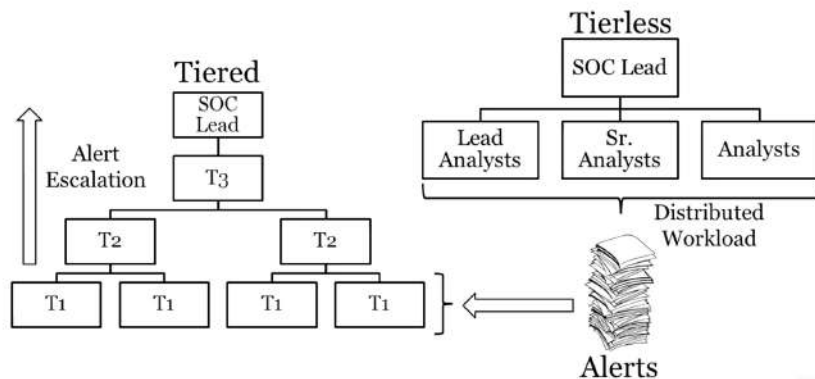 Tiered
SOC
Lead
Alert
Escalation
T3
T2
T2
T1
T1
T1
T1
Tierless
SOC Lead
Lead
Analysts
Sr.
Analysts
Analysts
Distributed
Workload
Alerts